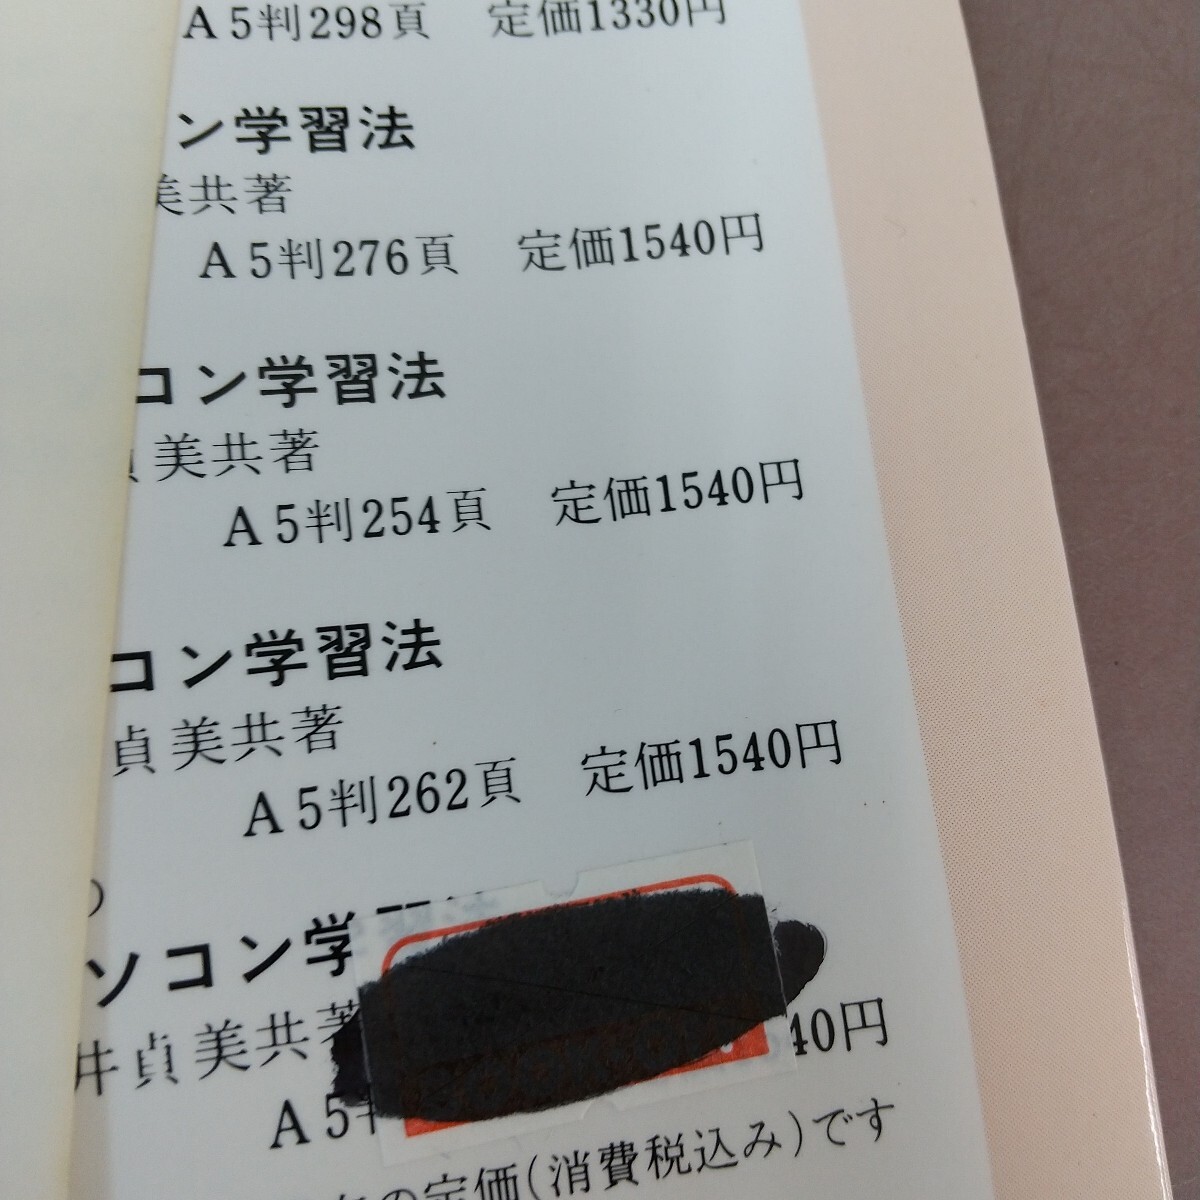 A5判298頁 定価1330円
ン学習法
美共著
A5判276頁 定価1540円
コン学習法
貞美共著
A5判254頁 定価1540円
コン学習法
貞美共著
A5判262頁 定価1540円
の
ソコン学
井貞美共著
A5判 40円
の定価(消費税込み)です